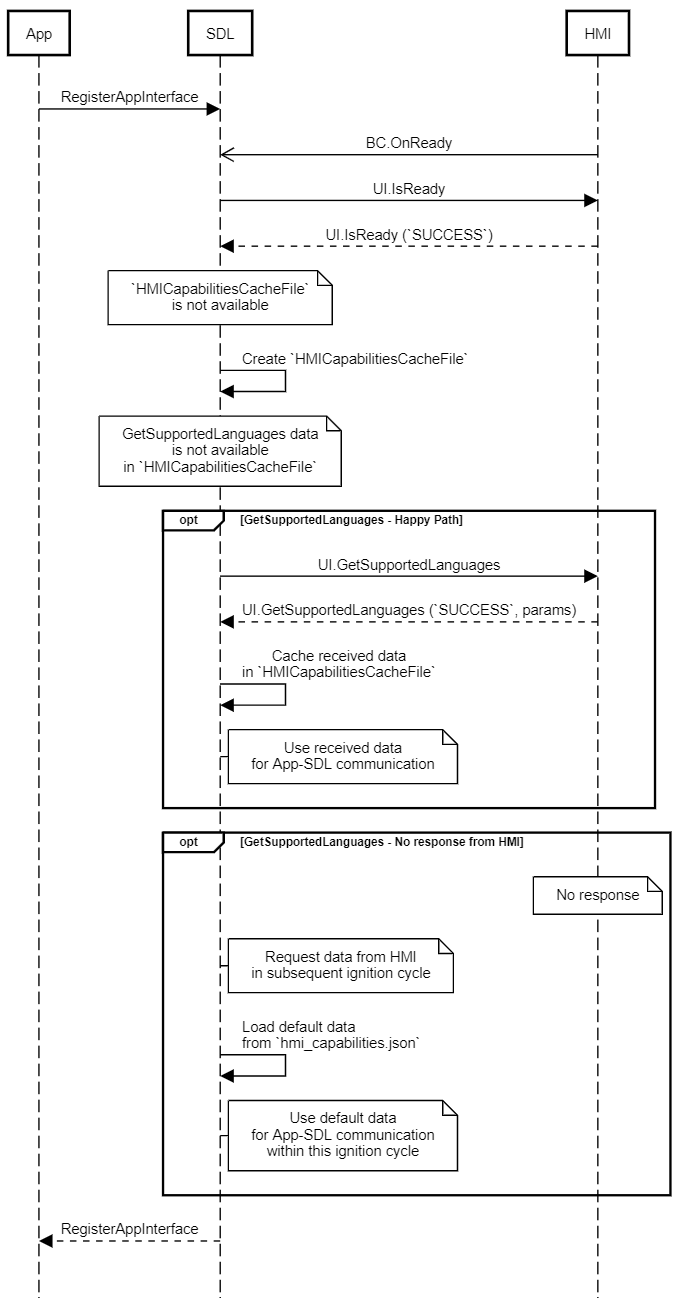 App
SDL
HMI
RegisterAppInterface
BC.OnReady
UI.IsReady
UI.IsReady (`SUCCESS`)
`HMICapabilitiesCacheFile`
is not available
Create `HMICapabilitiesCacheFile`
GetSupportedLanguages data
is not available
in `HMICapabilitiesCacheFile`
opt
[GetSupportedLanguages - Happy Path]
UI.GetSupportedLanguages
UI.GetSupportedLanguages (`SUCCESS`, params)
Cache received data
in `HMICapabilitiesCacheFile`
Use received data
for App-SDL communication
opt
[GetSupportedLanguages - No response from HMI]
No response
Request data from HMI
in subsequent ignition cycle
Load default data
from `hmi_capabilities.json`
Use default data
for App-SDL communication
within this ignition cycle
RegisterAppInterface